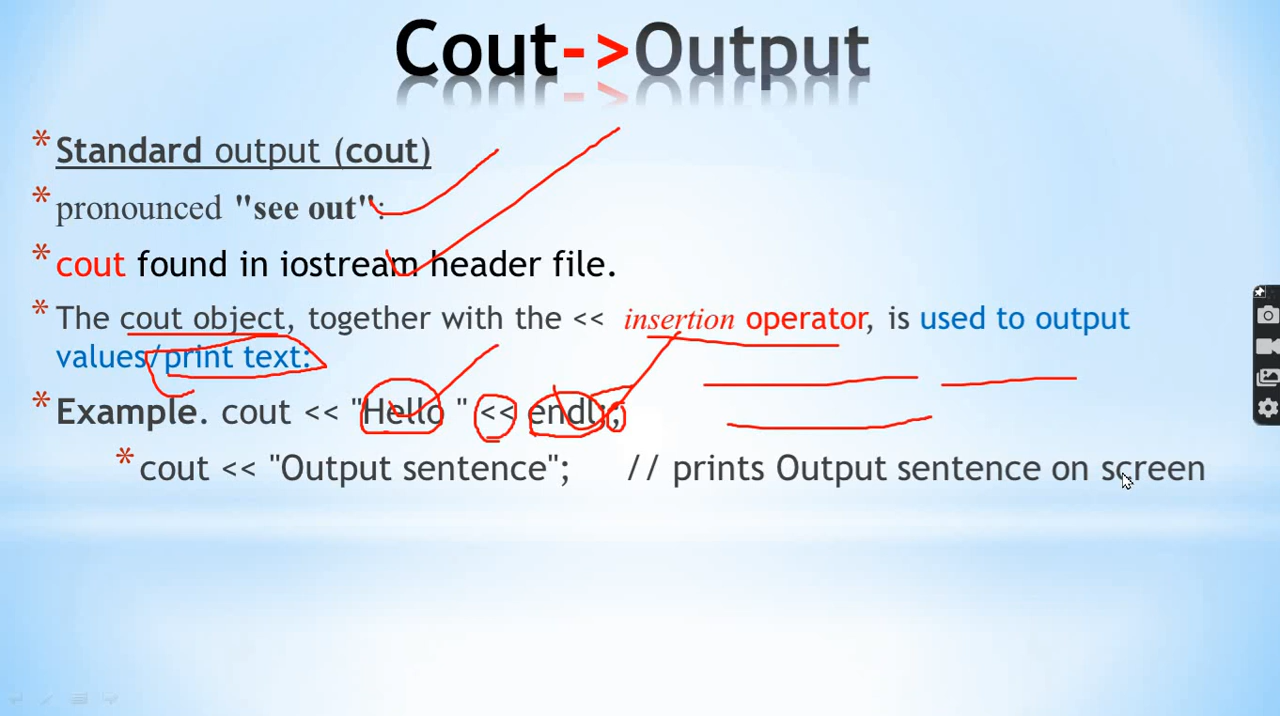 Cout->Output
* Standard output (cout)
* pronounced "see out":
* cout found in iostream header file.
* The cout object, together with the << insertion operator, is used to output
values/print text:
* Example. cout << "Hello " << endl;
* cout << "Output sentence"; // prints Output sentence on screen